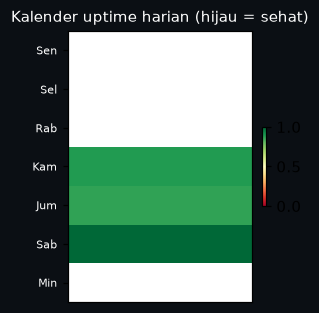 Kalender uptime harian (hijau = sehat)
Sen
Sel
Rab
Kam
Jum
Sab
Min
1.0
0.5
0.0